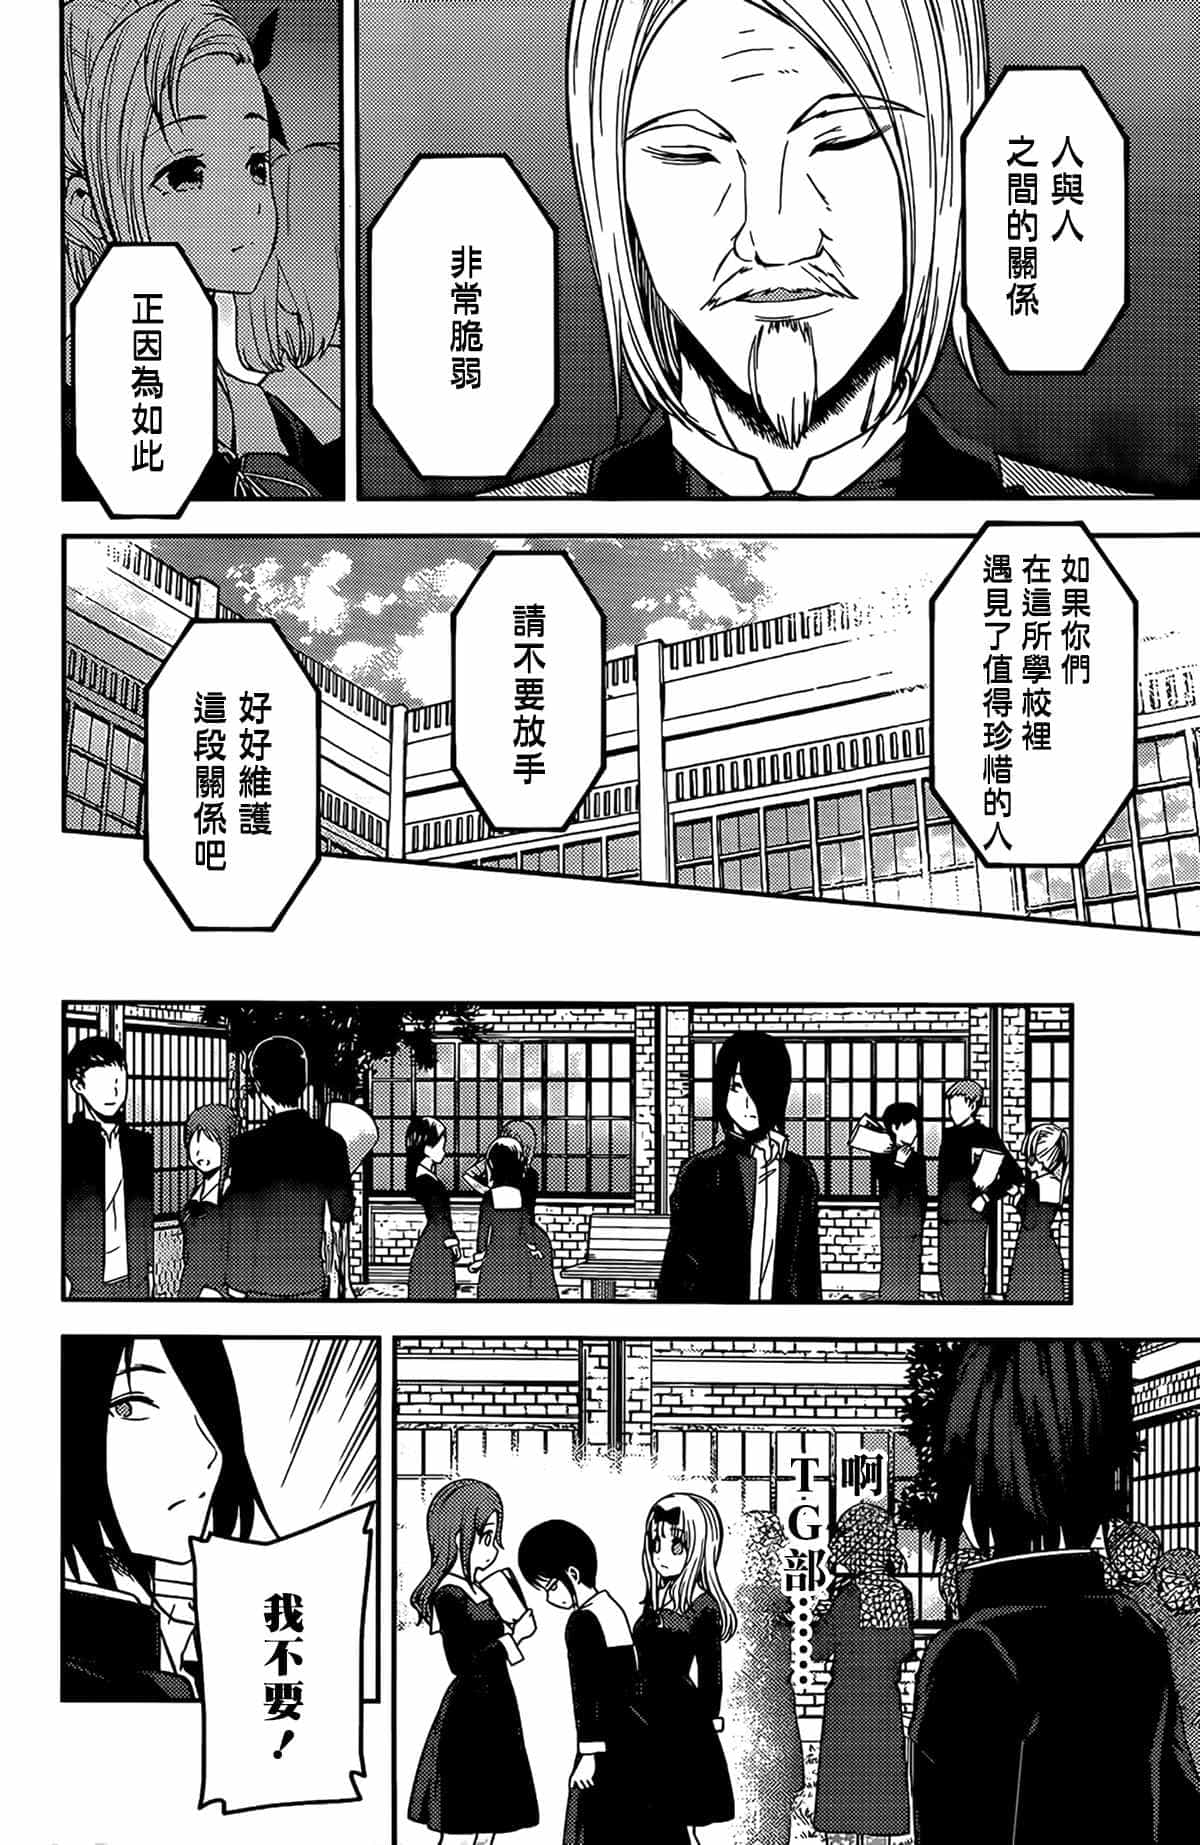 人與人
之間的關係
非常脆弱
正因為如此
如果你們
在這所學校裡
遇見了值得珍惜的人
請不要放手
好好維護
這段關係吧
啊
TG部⋯⋯⋯
我不要！